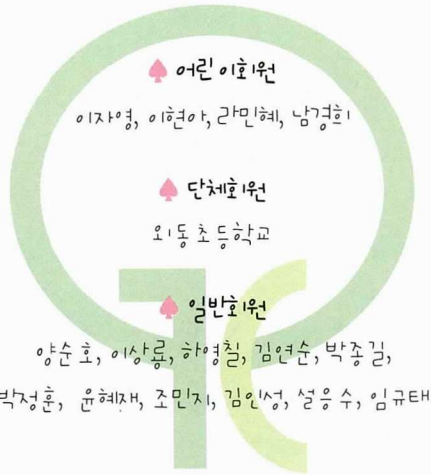 어린이회원
이자영, 이현아, 라민혜, 남경희
단체회원
외동초등학교
일반회원
양순호, 이상룡, 하영칠, 김연순, 박종길,
박정훈, 윤혜재, 조민지, 김인성, 설응수, 임규태